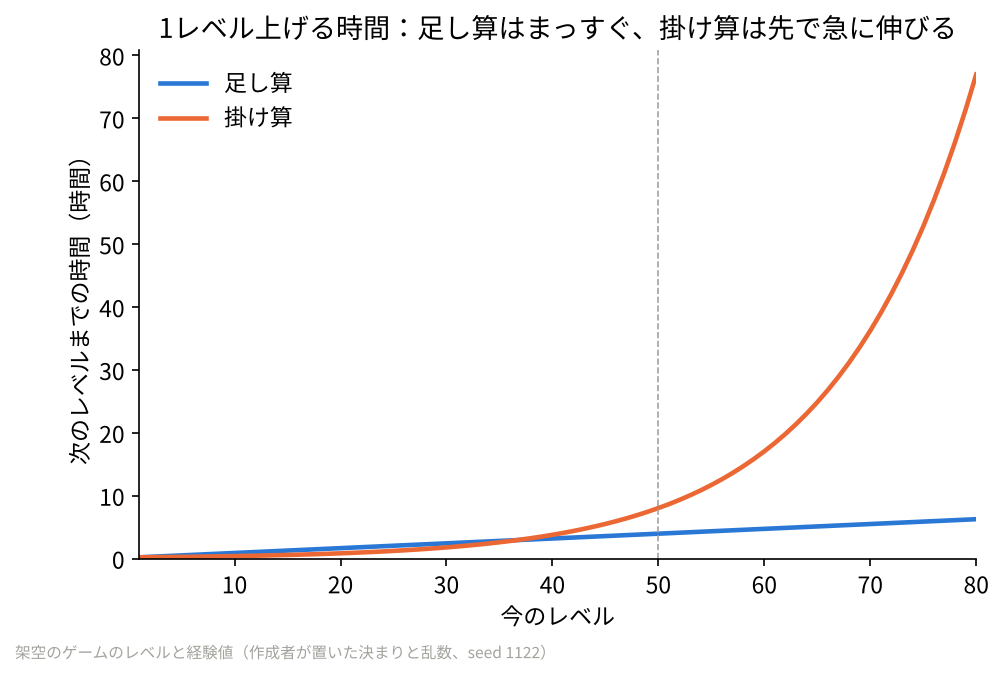 1レベル上げる時間：足し算はまっすぐ、掛け算は先で急に伸びる
足し算
掛け算
次のレベルまでの時間（時間）
80
70
60
50
40
30
20
10
0
10 20 30 40 50 60 70 80
今のレベル
架空のゲームのレベルと経験値（作成者が置いた決まりと乱数、seed 1122）